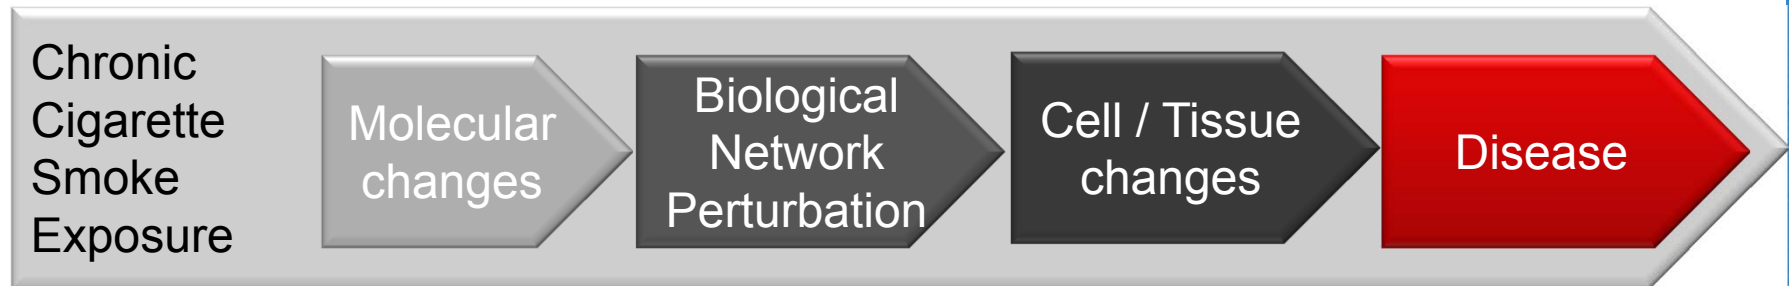 Chronic
Cigarette
Smoke
Exposure
Molecular
changes
Biological
Network
Perturbation
Cell / Tissue
changes
Disease